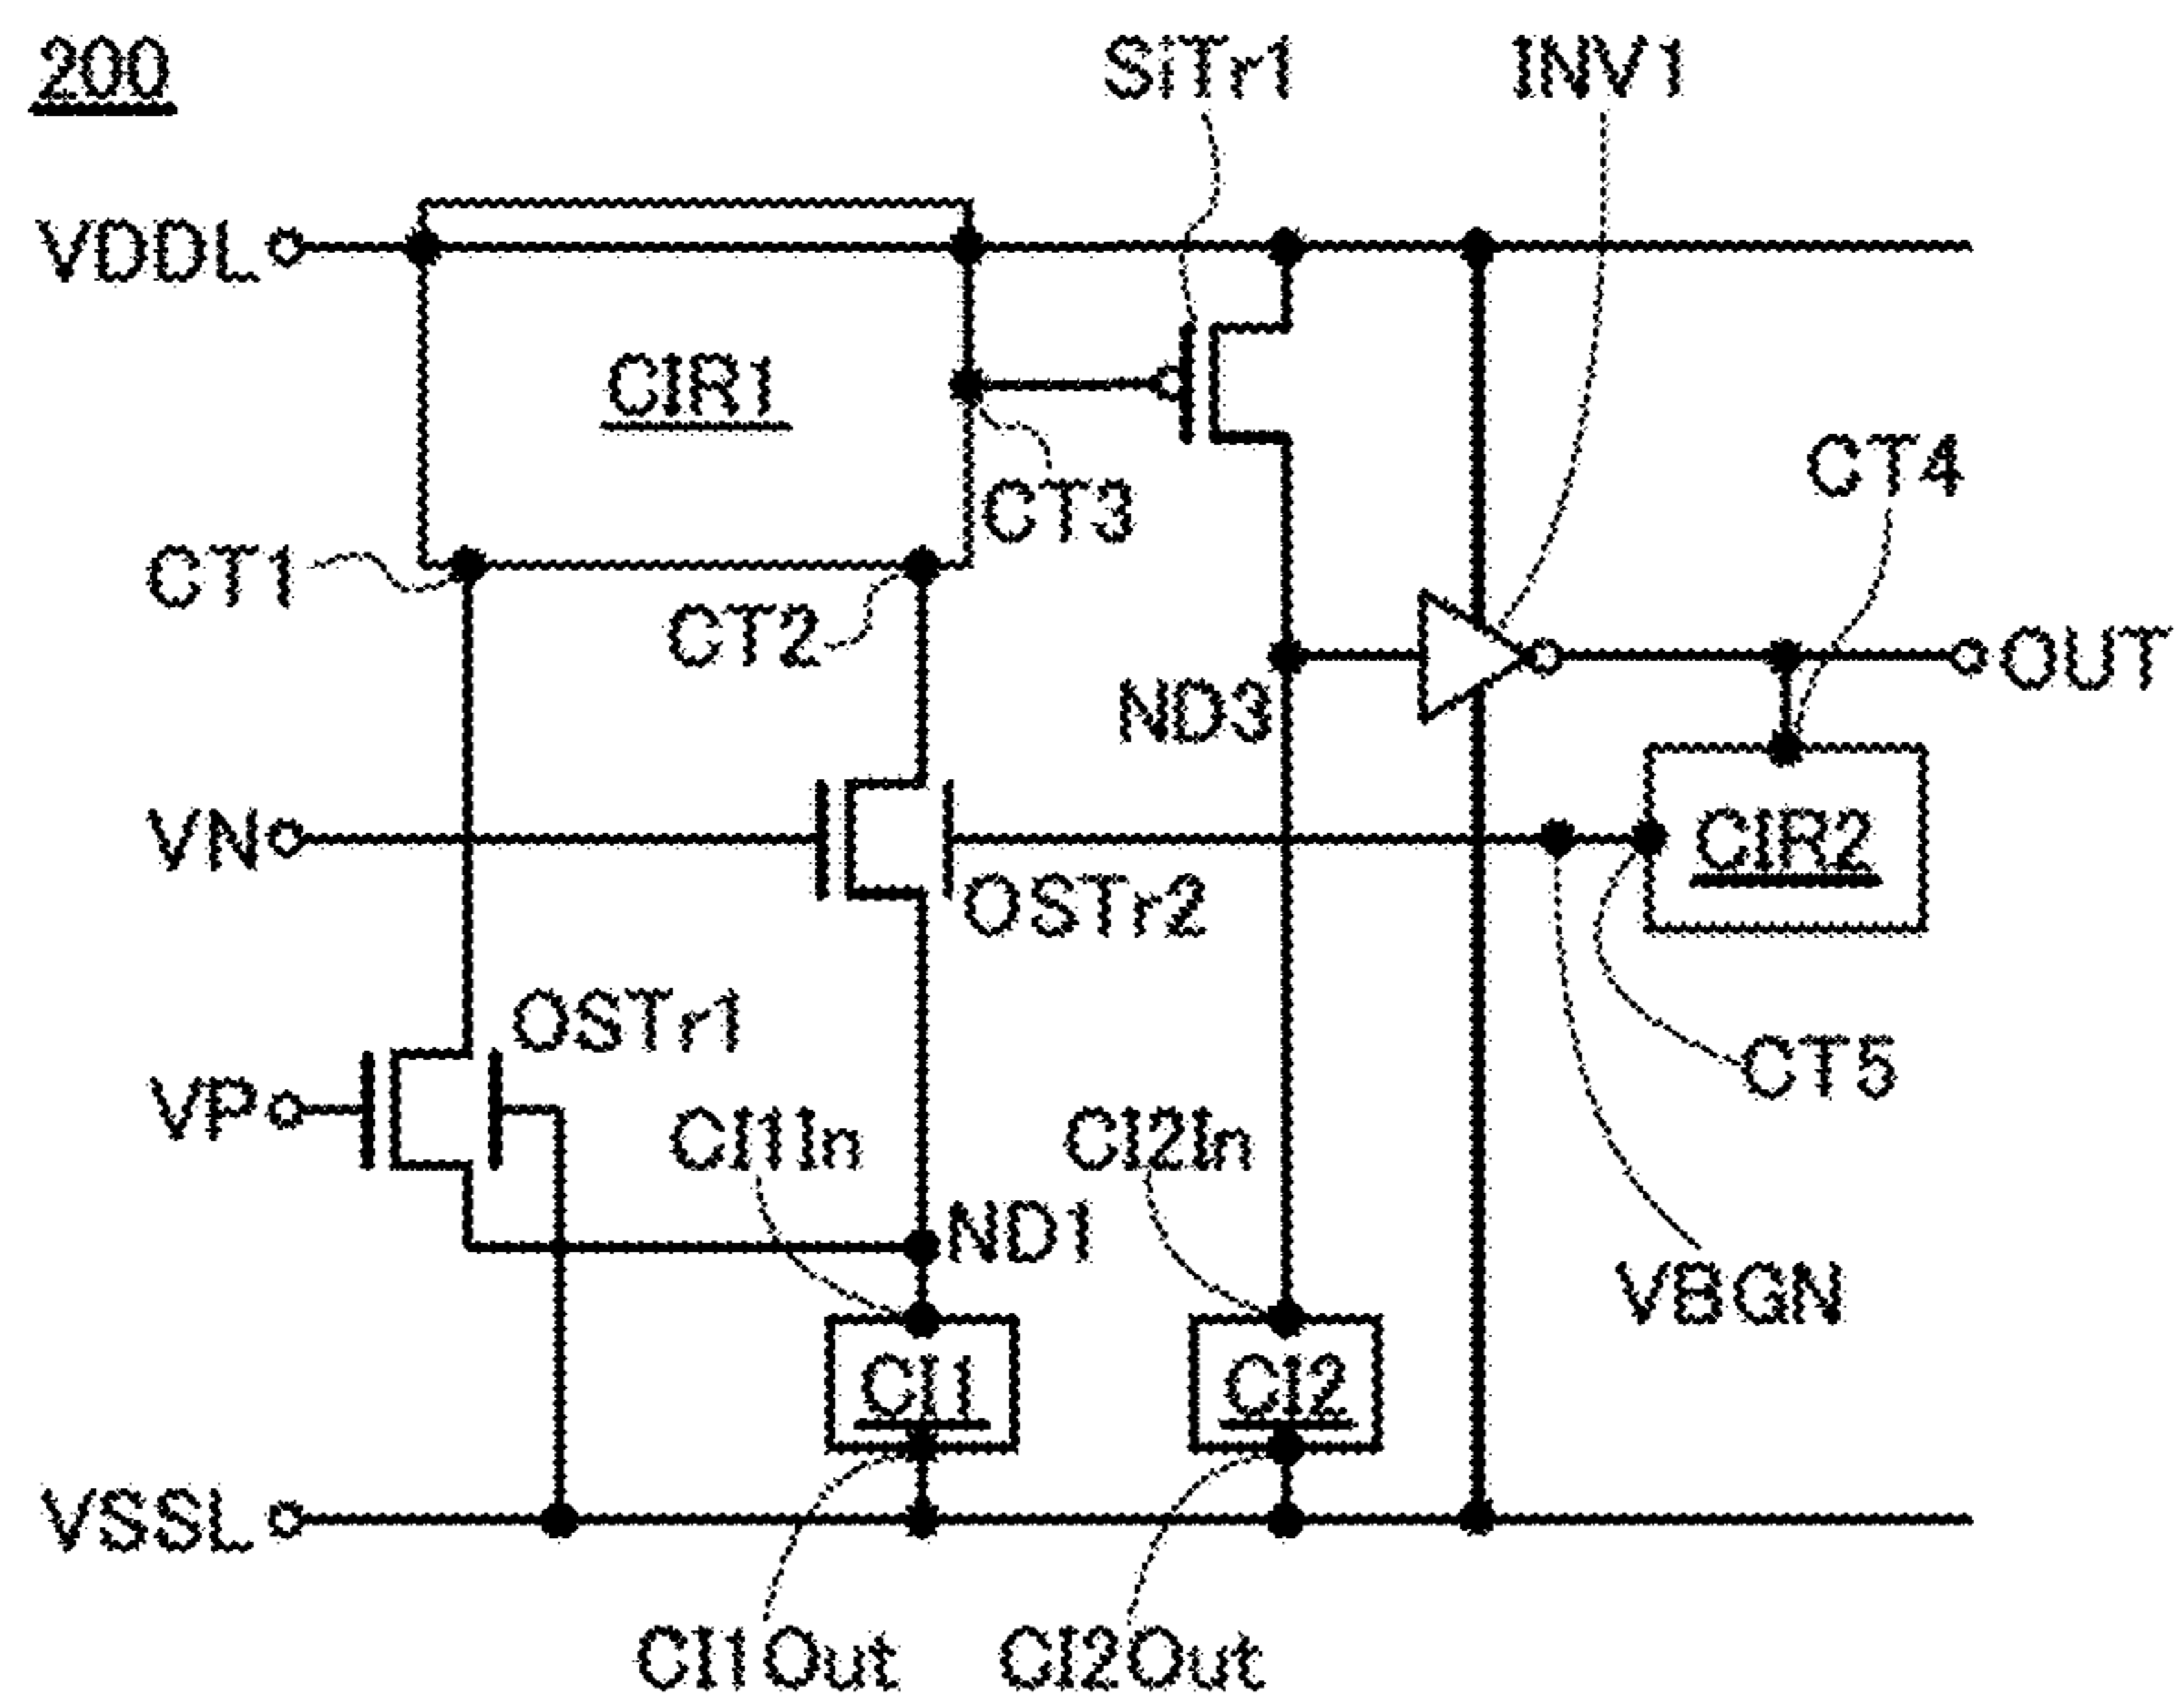 200
SiTr1
INV1
VDDL
CIR1
CT4
CT3
CT1
CT2
OUT
ND3
VN
CIR2
OSTr2
OSTr1
CT5
VP
CI1In
CI2In
ND1
VBGN
CI1
CI2
VSSL
CI1Out
CI2Out